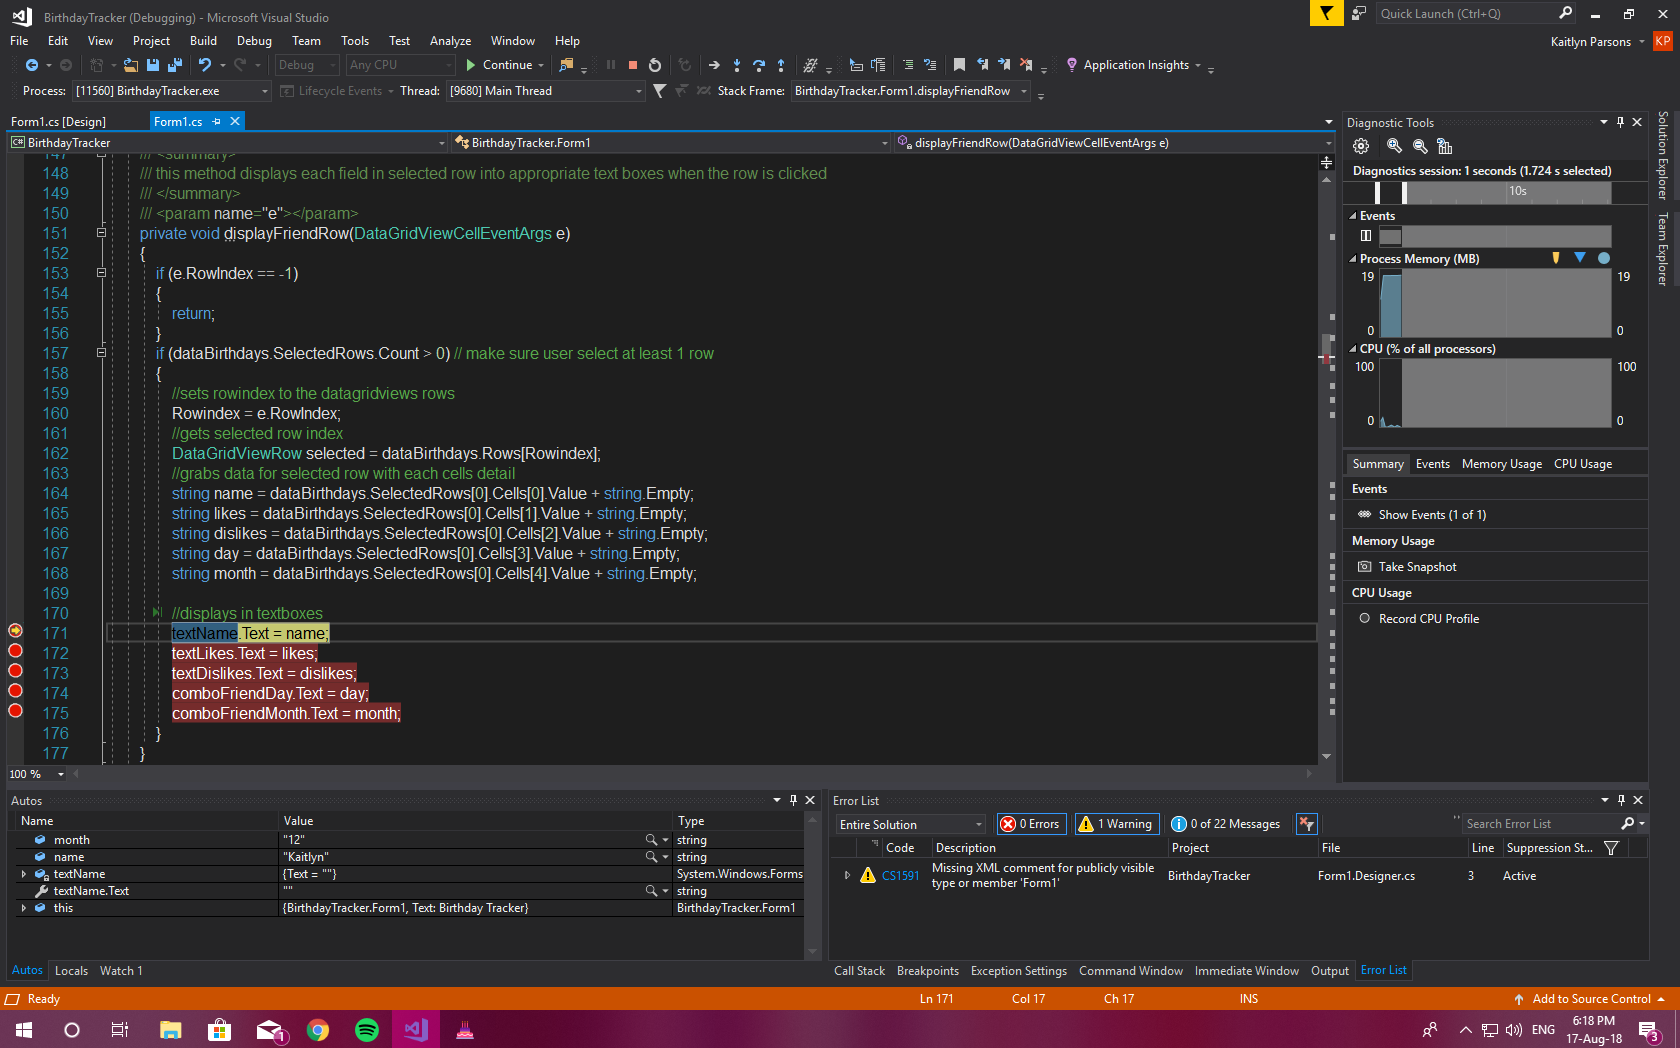 BirthdayTracker (Debugging) - Microsoft Visual Studio
Quick Launch (Ctrl+Q)
File Edit View Project Build Debug Team Tools Test Analyze Window Help
Kaitlyn Parsons KP
Debug Any CPU Continue Application Insights
Process: [11560] BirthdayTracker.exe Lifecycle Events Thread: [9680] Main Thread Stack Frame: BirthdayTracker.Form1.displayFriendRow
Form1.cs [Design] Form1.cs
C# BirthdayTracker BirthdayTracker.Form1 displayFriendRow(DataGridViewCellEventArgs e)
147 /// <summary>
148 /// this method displays each field in selected row into appropriate text boxes when the row is clicked
149 /// </summary>
150 /// <param name="e"></param>
151 private void displayFriendRow(DataGridViewCellEventArgs e)
152 {
153 if (e.RowIndex == -1)
154 {
155 return;
156 }
157 if (dataBirthdays.SelectedRows.Count > 0) // make sure user select at least 1 row
158 {
159 //sets rowindex to the datagridviews rows
160 Rowindex = e.RowIndex;
161 //gets selected row index
162 DataGridViewRow selected = dataBirthdays.Rows[Rowindex];
163 //grabs data for selected row with each cells detail
164 string name = dataBirthdays.SelectedRows[0].Cells[0].Value + string.Empty;
165 string likes = dataBirthdays.SelectedRows[0].Cells[1].Value + string.Empty;
166 string dislikes = dataBirthdays.SelectedRows[0].Cells[2].Value + string.Empty;
167 string day = dataBirthdays.SelectedRows[0].Cells[3].Value + string.Empty;
168 string month = dataBirthdays.SelectedRows[0].Cells[4].Value + string.Empty;
169
170 //displays in textboxes
171 textName.Text = name;
172 textLikes.Text = likes;
173 textDislikes.Text = dislikes;
174 comboFriendDay.Text = day;
175 comboFriendMonth.Text = month;
176 }
177 }
100 %
Diagnostic Tools
Diagnostics session: 1 seconds (1.724 s selected)
10s
Events
Process Memory (MB)
19 19
0 0
CPU (% of all processors)
100 100
0 0
Summary Events Memory Usage CPU Usage
Events
Show Events (1 of 1)
Memory Usage
Take Snapshot
CPU Usage
Record CPU Profile
Solution Explorer
Team Explorer
Autos
Name Value Type
month "12" string
name "Kaitlyn" string
textName {Text = ""} System.Windows.Forms
textName.Text "" string
this {BirthdayTracker.Form1, Text: Birthday Tracker} BirthdayTracker.Form1
Autos Locals Watch 1
Error List
Entire Solution 0 Errors 1 Warning 0 of 22 Messages Search Error List
Code Description Project File Line Suppression St...
CS1591 Missing XML comment for publicly visible type or member 'Form1' BirthdayTracker Form1.Designer.cs 3 Active
Call Stack Breakpoints Exception Settings Command Window Immediate Window Output Error List
Ready Ln 171 Col 17 Ch 17 INS Add to Source Control
1
ENG
6:18 PM
17-Aug-18
3